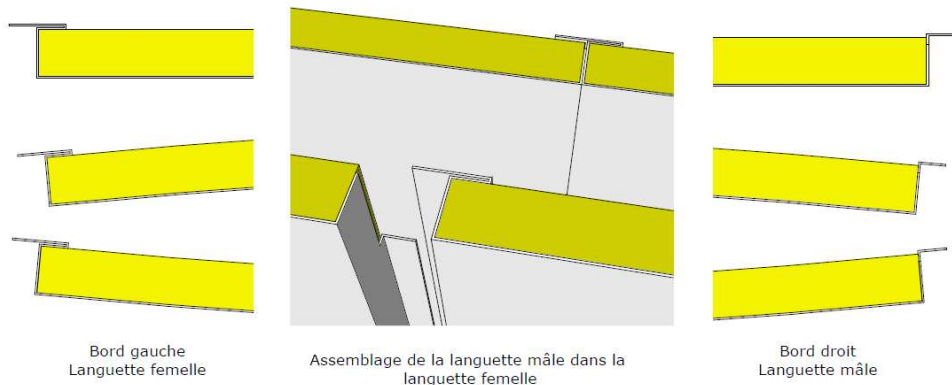 Bord gauche
Languette femelle
Assemblage de la languette mâle dans la
languette femelle
Bord droit
Languette mâle